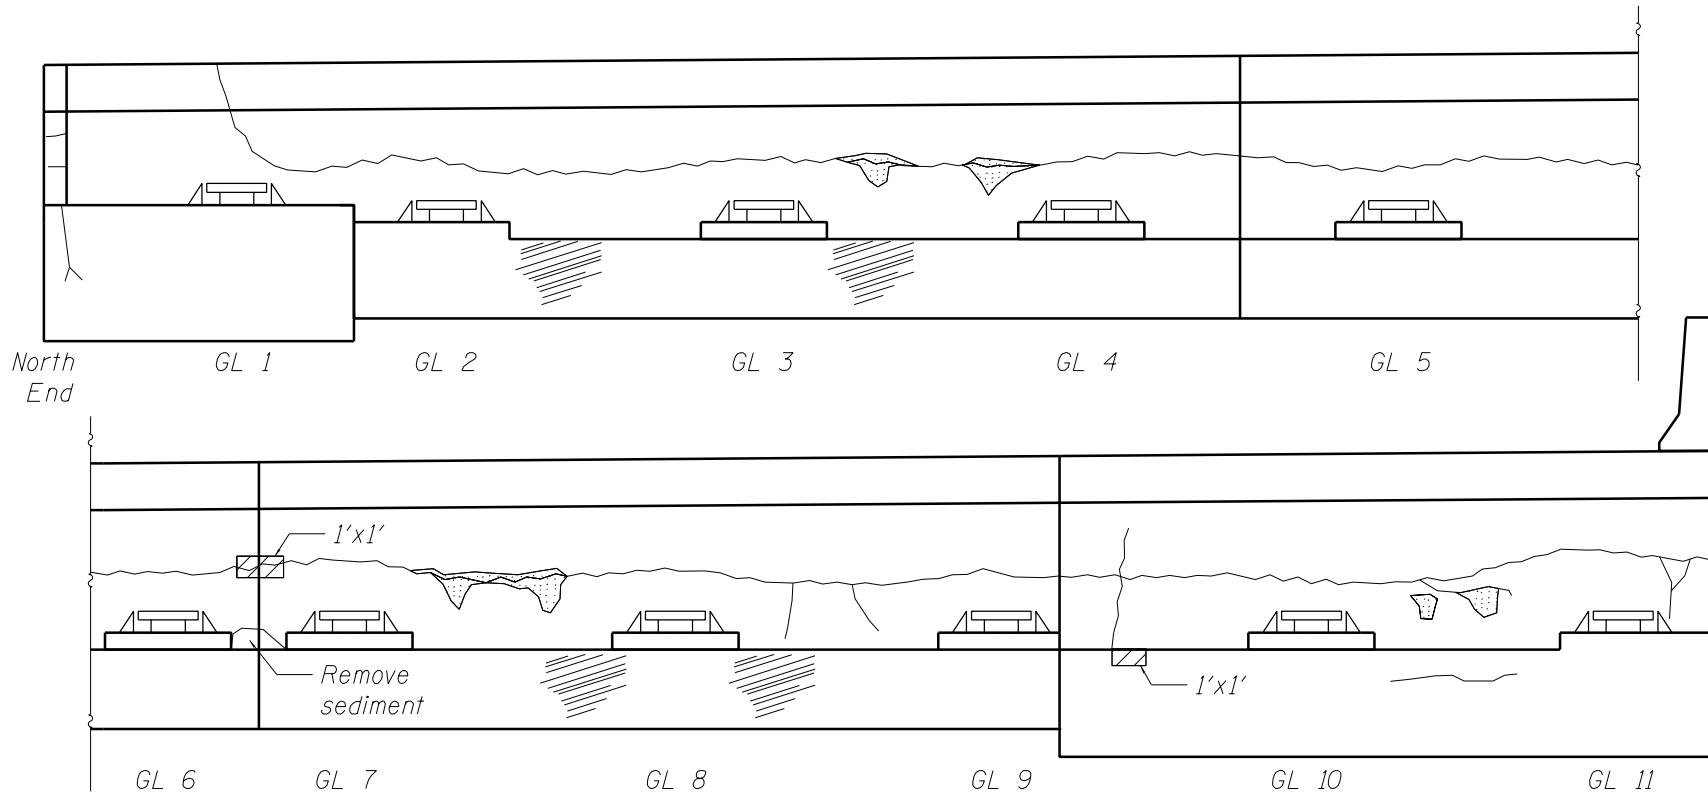 North
End
GL 1
GL 2
GL 3
GL 4
GL 5
1'x1'
Remove
sediment
1'x1'
GL 6
GL 7
GL 8
GL 9
GL 10
GL 11